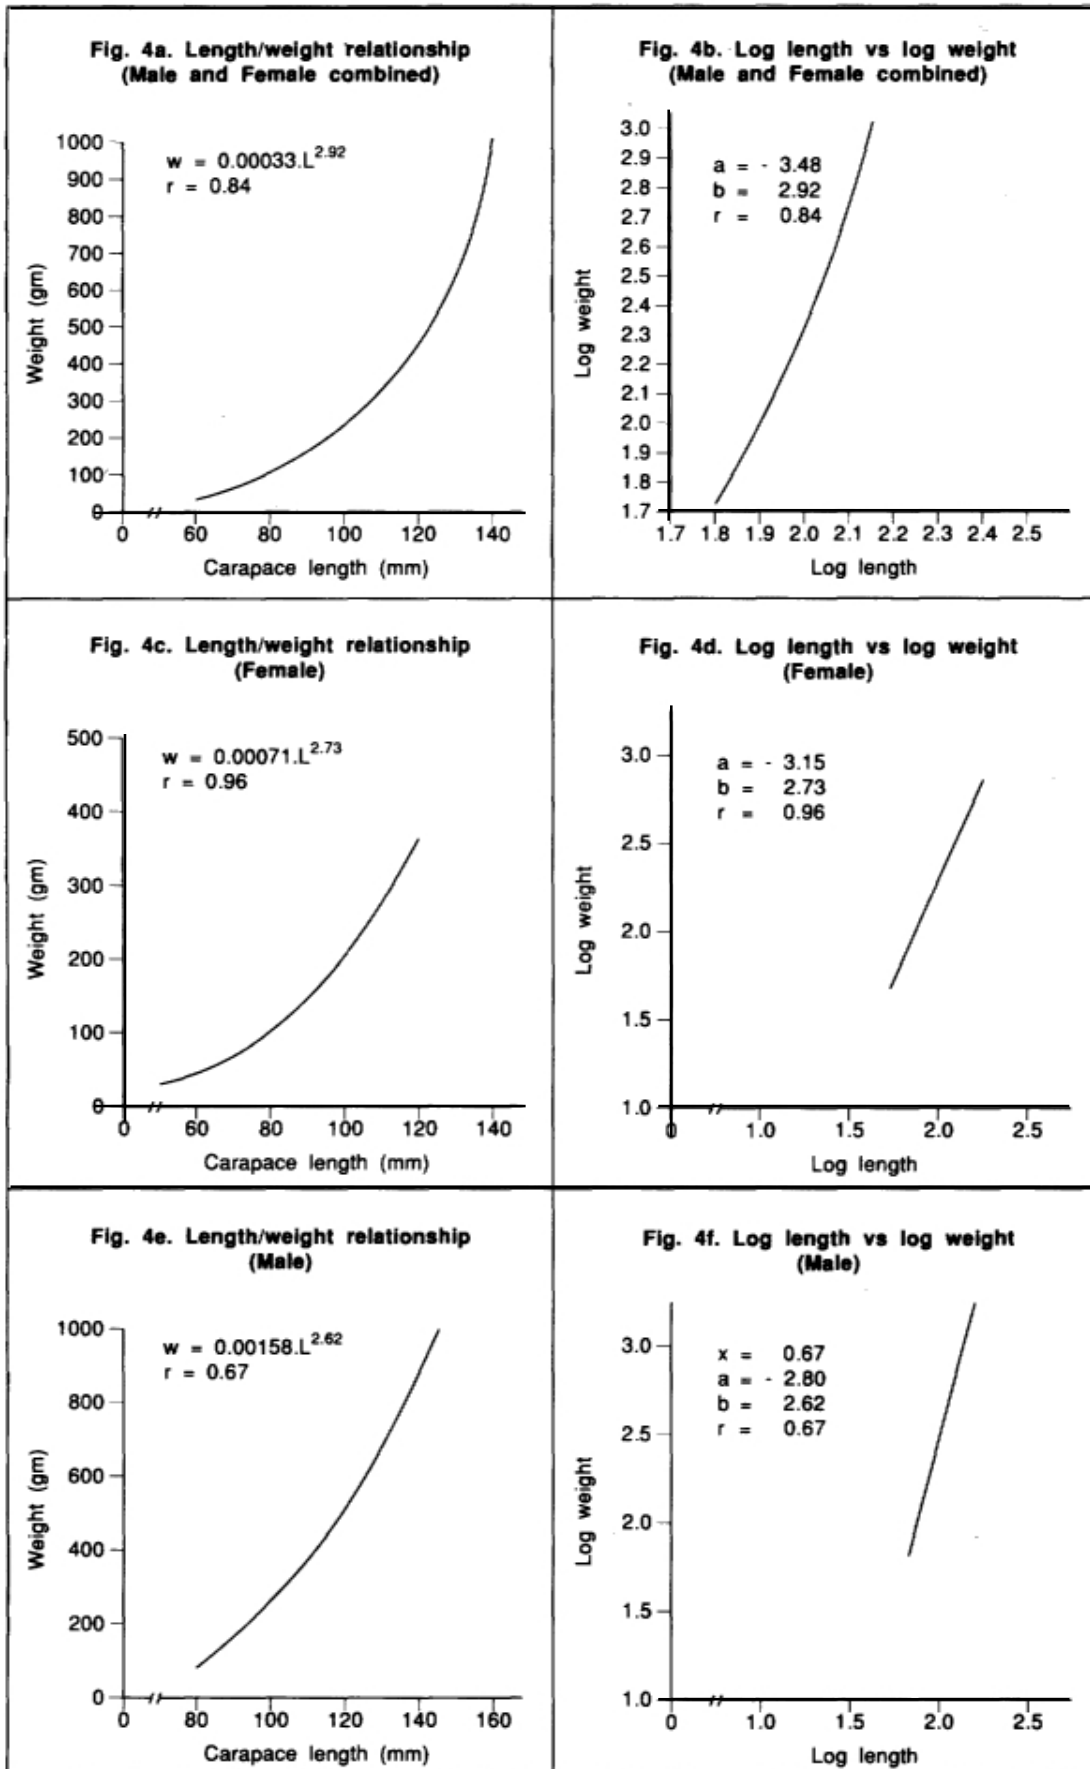 Fig. 4a. Length/weight relationship
(Male and Female combined)
w = 0.00033.L^2.92
r = 0.84
Weight (gm)
1000
900
800
700
600
500
400
300
200
100
0
0 60 80 100 120 140
Carapace length (mm)
Fig. 4b. Log length vs log weight
(Male and Female combined)
a = - 3.48
b = 2.92
r = 0.84
Log weight
3.0
2.9
2.8
2.7
2.6
2.5
2.4
2.3
2.2
2.1
2.0
1.9
1.8
1.7
1.7 1.8 1.9 2.0 2.1 2.2 2.3 2.4 2.5
Log length
Fig. 4c. Length/weight relationship
(Female)
w = 0.00071.L^2.73
r = 0.96
Weight (gm)
500
400
300
200
100
0
0 60 80 100 120 140
Carapace length (mm)
Fig. 4d. Log length vs log weight
(Female)
a = - 3.15
b = 2.73
r = 0.96
Log weight
3.0
2.5
2.0
1.5
1.0
0 1.0 1.5 2.0 2.5
Log length
Fig. 4e. Length/weight relationship
(Male)
w = 0.00158.L^2.62
r = 0.67
Weight (gm)
1000
800
600
400
200
0
0 80 100 120 140 160
Carapace length (mm)
Fig. 4f. Log length vs log weight
(Male)
x = 0.67
a = - 2.80
b = 2.62
r = 0.67
Log weight
3.0
2.5
2.0
1.5
1.0
0 1.0 1.5 2.0 2.5
Log length